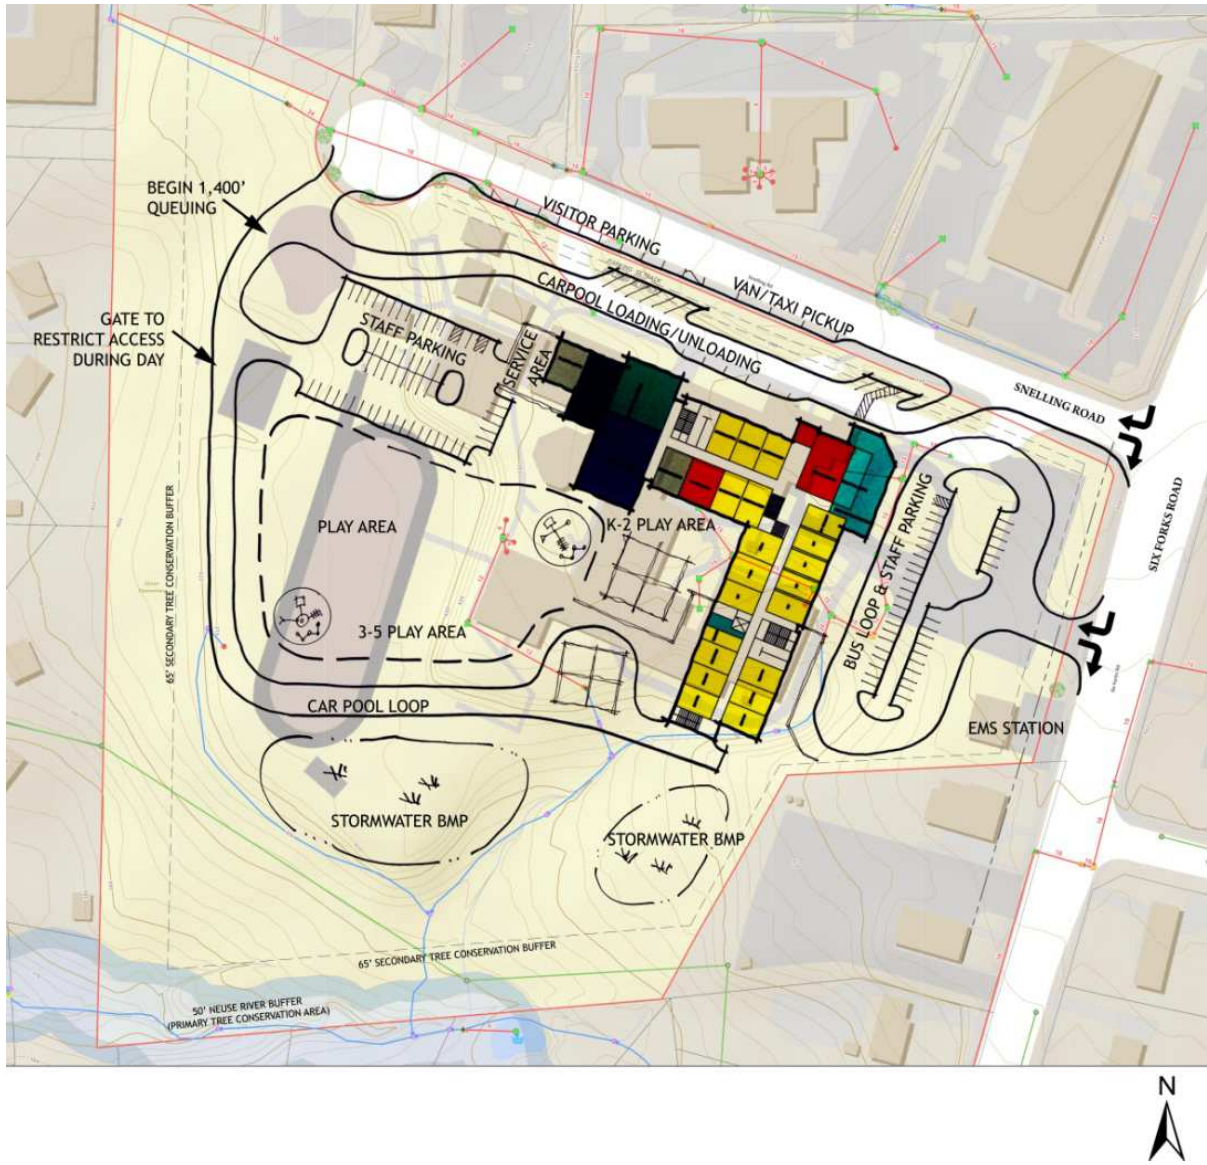 BEGIN 1,400'
QUEUING
VISITOR PARKING
VAN/TAXI PICKUP
CARPOOL LOADING/UNLOADING
GATE TO
RESTRICT ACCESS
DURING DAY
STAFF PARKING
SERVICE
AREA
SNELLING ROAD
SIX FORKS ROAD
BUS LOOP & STAFF PARKING
PLAY AREA
K-2 PLAY AREA
3-5 PLAY AREA
65' SECONDARY TREE CONSERVATION BUFFER
CAR POOL LOOP
EMS STATION
STORMWATER BMP
STORMWATER BMP
65' SECONDARY TREE CONSERVATION BUFFER
50' NEUSE RIVER BUFFER
(PRIMARY TREE CONSERVATION AREA)
N